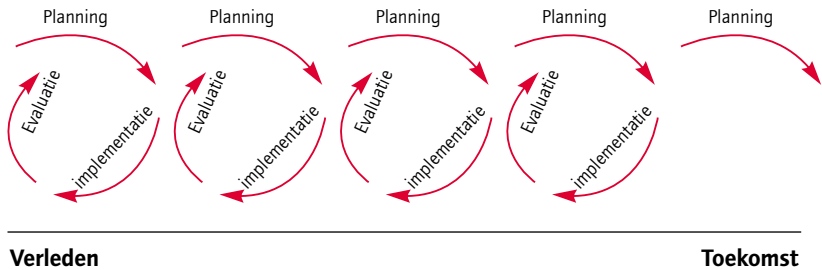 Planning Planning Planning Planning Planning
Evaluatie Evaluatie Evaluatie Evaluatie
implementatie implementatie implementatie implementatie
Verleden Toekomst